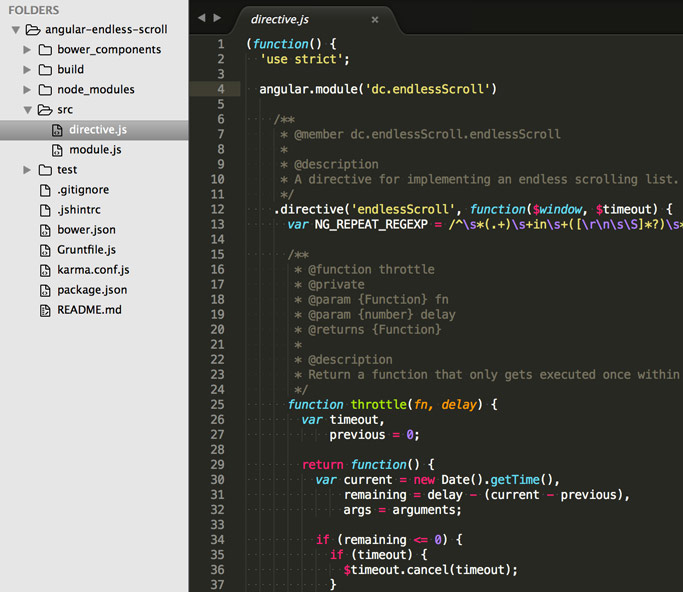 FOLDERS
angular-endless-scroll
bower_components
build
node_modules
src
directive.js
module.js
test
.gitignore
.jshintrc
bower.json
Gruntfile.js
karma.conf.js
package.json
README.md
directive.js ×
1 (function() {
2 'use strict';
3
4 angular.module('dc.endlessScroll')
5
6 /**
7 * @member dc.endlessScroll.endlessScroll
8 *
9 * @description
10 * A directive for implementing an endless scrolling list.
11 */
12 .directive('endlessScroll', function($window, $timeout) {
13 var NG_REPEAT_REGEXP = /^\s*(.+)\s+in\s+([\r\n\s\S]*?)\s*
14
15 /**
16 * @function throttle
17 * @private
18 * @param {Function} fn
19 * @param {number} delay
20 * @returns {Function}
21 *
22 * @description
23 * Return a function that only gets executed once within
24 */
25 function throttle(fn, delay) {
26 var timeout,
27 previous = 0;
28
29 return function() {
30 var current = new Date().getTime(),
31 remaining = delay - (current - previous),
32 args = arguments;
33
34 if (remaining <= 0) {
35 if (timeout) {
36 $timeout.cancel(timeout);
37 }